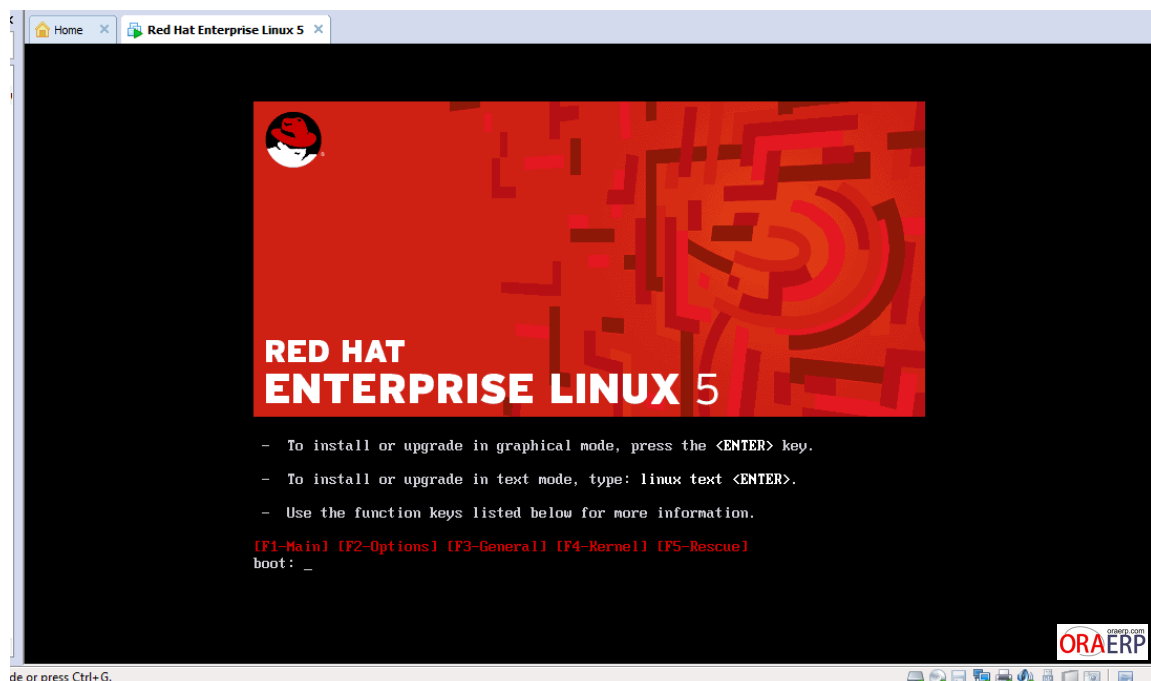 Home
Red Hat Enterprise Linux 5
RED HAT
ENTERPRISE LINUX 5
- To install or upgrade in graphical mode, press the <ENTER> key.
- To install or upgrade in text mode, type: linux text <ENTER>.
- Use the function keys listed below for more information.
[F1-Main] [F2-Options] [F3-General] [F4-Kernel] [F5-Rescue]
boot: _
oraerp.com
ORAERP
de or press Ctrl+G.